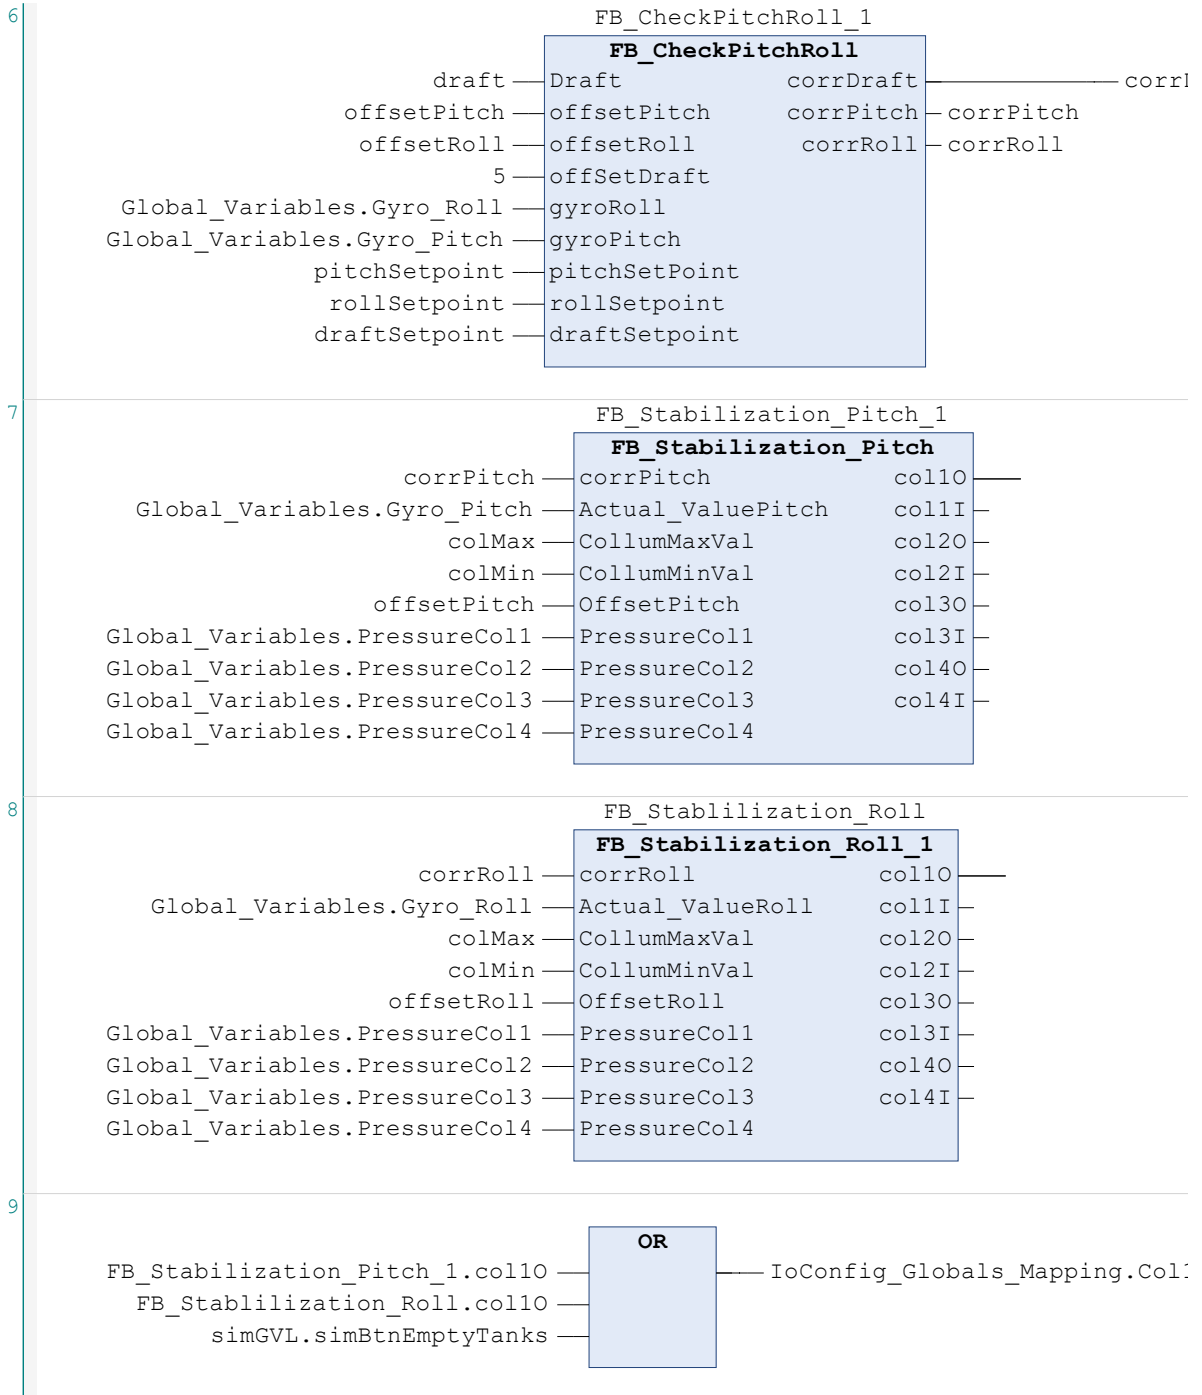 6
FB_CheckPitchRoll_1
FB_CheckPitchRoll
draft Draft corrDraft
offsetPitch offsetPitch corrPitch corrPitch
offsetRoll offsetRoll corrRoll corrRoll
5 offSetDraft
Global_Variables.Gyro_Roll gyroRoll
Global_Variables.Gyro_Pitch gyroPitch
pitchSetpoint pitchSetPoint
rollSetpoint rollSetpoint
draftSetpoint draftSetpoint
7
FB_Stabilization_Pitch_1
FB_Stabilization_Pitch
corrPitch corrPitch col1O
Global_Variables.Gyro_Pitch Actual_ValuePitch col1I
colMax CollumMaxVal col2O
colMin CollumMinVal col2I
offsetPitch OffsetPitch col3O
Global_Variables.PressureCol1 PressureCol1 col3I
Global_Variables.PressureCol2 PressureCol2 col4O
Global_Variables.PressureCol3 PressureCol3 col4I
Global_Variables.PressureCol4 PressureCol4
8
FB_Stablilization_Roll
FB_Stabilization_Roll_1
corrRoll corrRoll col1O
Global_Variables.Gyro_Roll Actual_ValueRoll col1I
colMax CollumMaxVal col2O
colMin CollumMinVal col2I
offsetRoll OffsetRoll col3O
Global_Variables.PressureCol1 PressureCol1 col3I
Global_Variables.PressureCol2 PressureCol2 col4O
Global_Variables.PressureCol3 PressureCol3 col4I
Global_Variables.PressureCol4 PressureCol4
9
OR
FB_Stabilization_Pitch_1.col1O IoConfig_Globals_Mapping.Col1
FB_Stablilization_Roll.col1O
simGVL.simBtnEmptyTanks